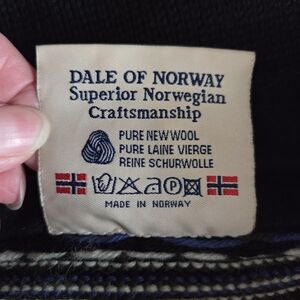 DALE OF NORWAY
Superior Norwegian
Craftsmanship
PURE NEW WOOL
PURE LAINE VIERGE
REINE SCHURWOLLE
A P
MADE IN NORWAY